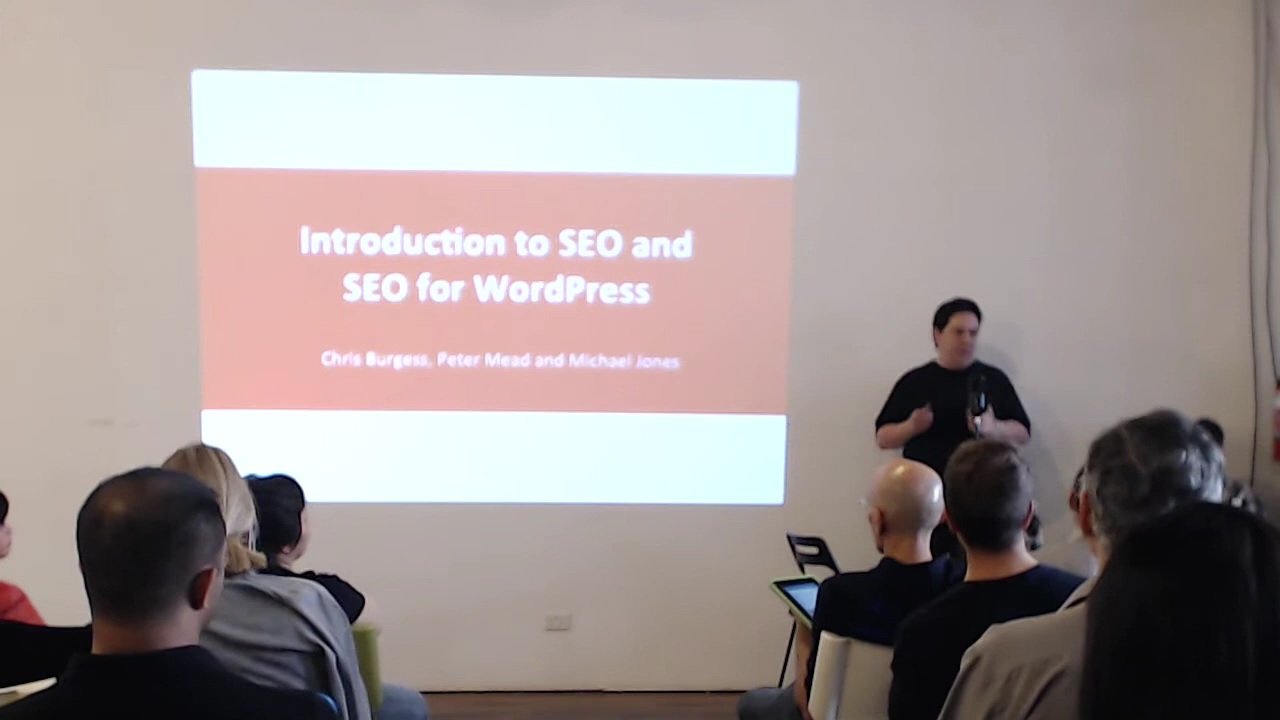 Introduction to SEO and
SEO for WordPress
Chris Burgess, Peter Mead and Michael Jones